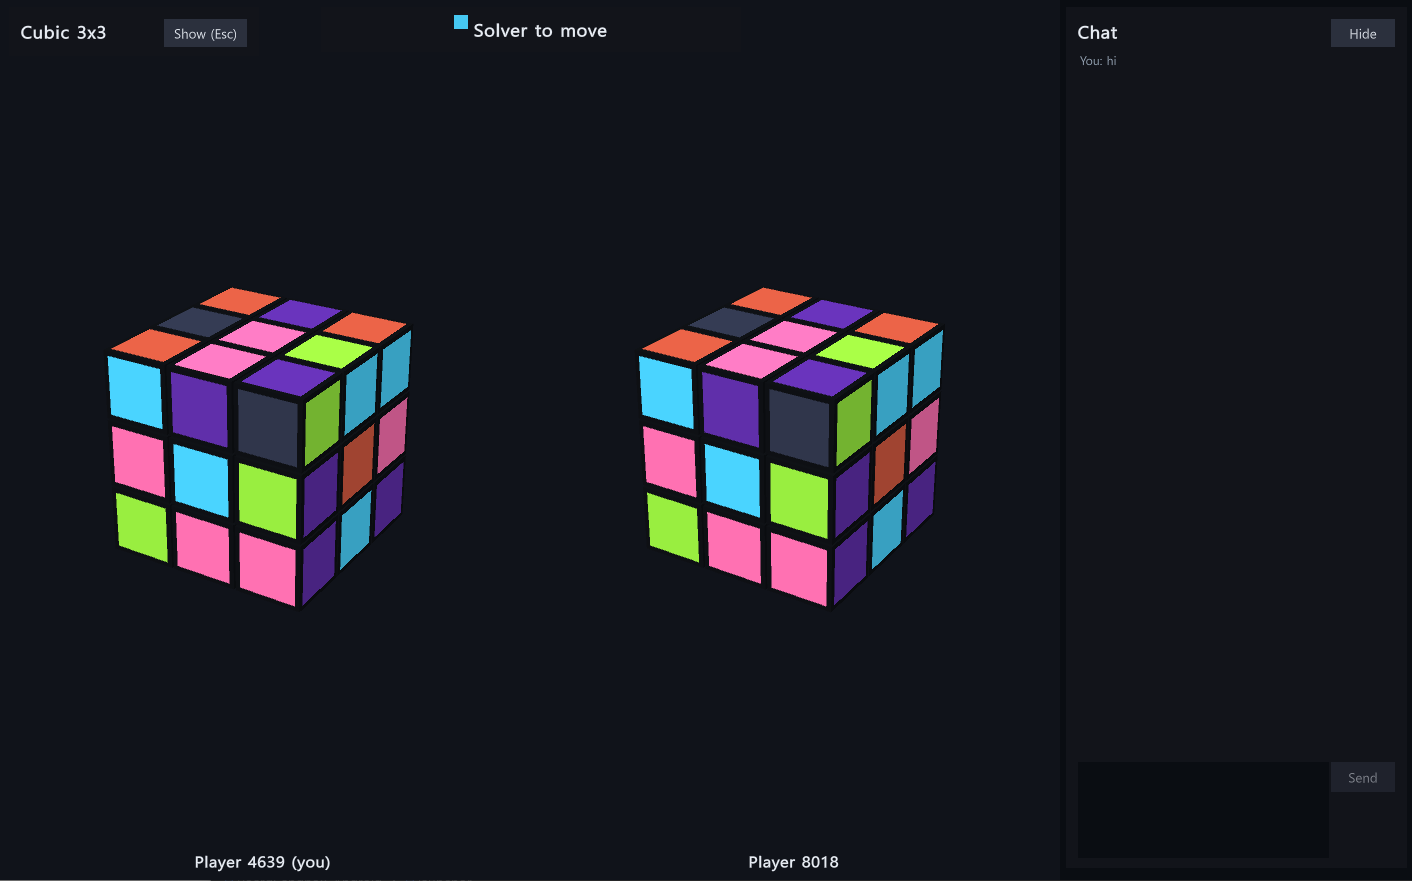 Cubic 3x3
Show (Esc)
Solver to move
Chat
Hide
You: hi
Send
Player 4639 (you)
Player 8018